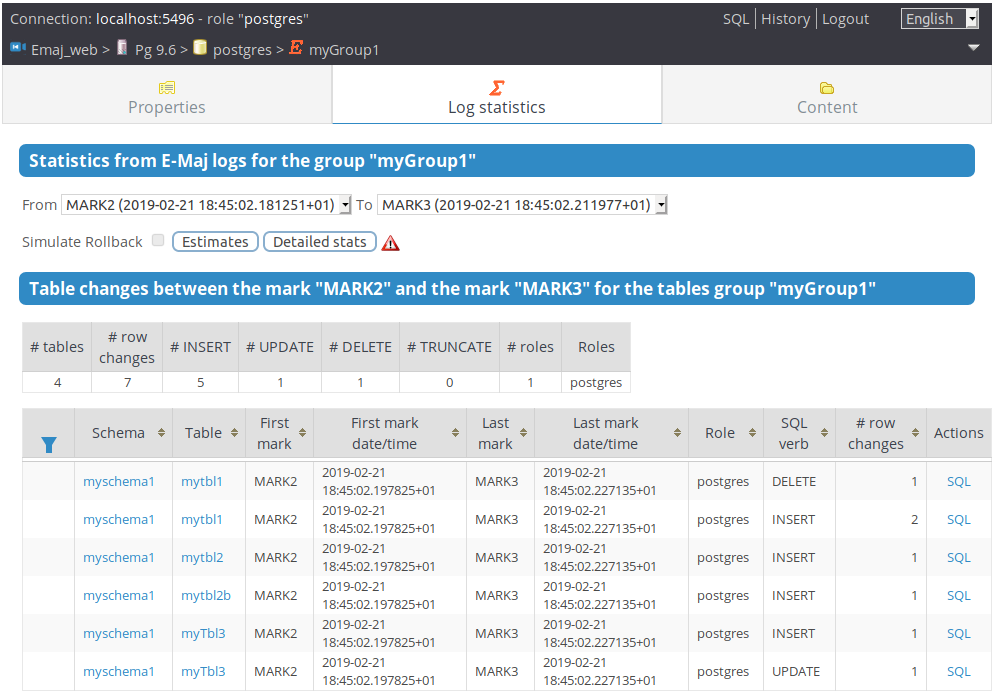 Connection: localhost:5496 - role "postgres"
SQL History Logout English
Emaj_web > Pg 9.6 > postgres > E myGroup1
Properties
Log statistics
Content
Statistics from E-Maj logs for the group "myGroup1"
From MARK2 (2019-02-21 18:45:02.181251+01) To MARK3 (2019-02-21 18:45:02.211977+01)
Simulate Rollback Estimates Detailed stats
Table changes between the mark "MARK2" and the mark "MARK3" for the tables group "myGroup1"
# tables # row changes # INSERT # UPDATE # DELETE # TRUNCATE # roles Roles
4 7 5 1 1 0 1 postgres
Schema Table First mark First mark date/time Last mark Last mark date/time Role SQL verb # row changes Actions
myschema1 mytbl1 MARK2 2019-02-21 18:45:02.197825+01 MARK3 2019-02-21 18:45:02.227135+01 postgres DELETE 1 SQL
myschema1 mytbl1 MARK2 2019-02-21 18:45:02.197825+01 MARK3 2019-02-21 18:45:02.227135+01 postgres INSERT 2 SQL
myschema1 mytbl2 MARK2 2019-02-21 18:45:02.197825+01 MARK3 2019-02-21 18:45:02.227135+01 postgres INSERT 1 SQL
myschema1 mytbl2b MARK2 2019-02-21 18:45:02.197825+01 MARK3 2019-02-21 18:45:02.227135+01 postgres INSERT 1 SQL
myschema1 myTbl3 MARK2 2019-02-21 18:45:02.197825+01 MARK3 2019-02-21 18:45:02.227135+01 postgres INSERT 1 SQL
myschema1 myTbl3 MARK2 2019-02-21 18:45:02.197825+01 MARK3 2019-02-21 18:45:02.227135+01 postgres UPDATE 1 SQL